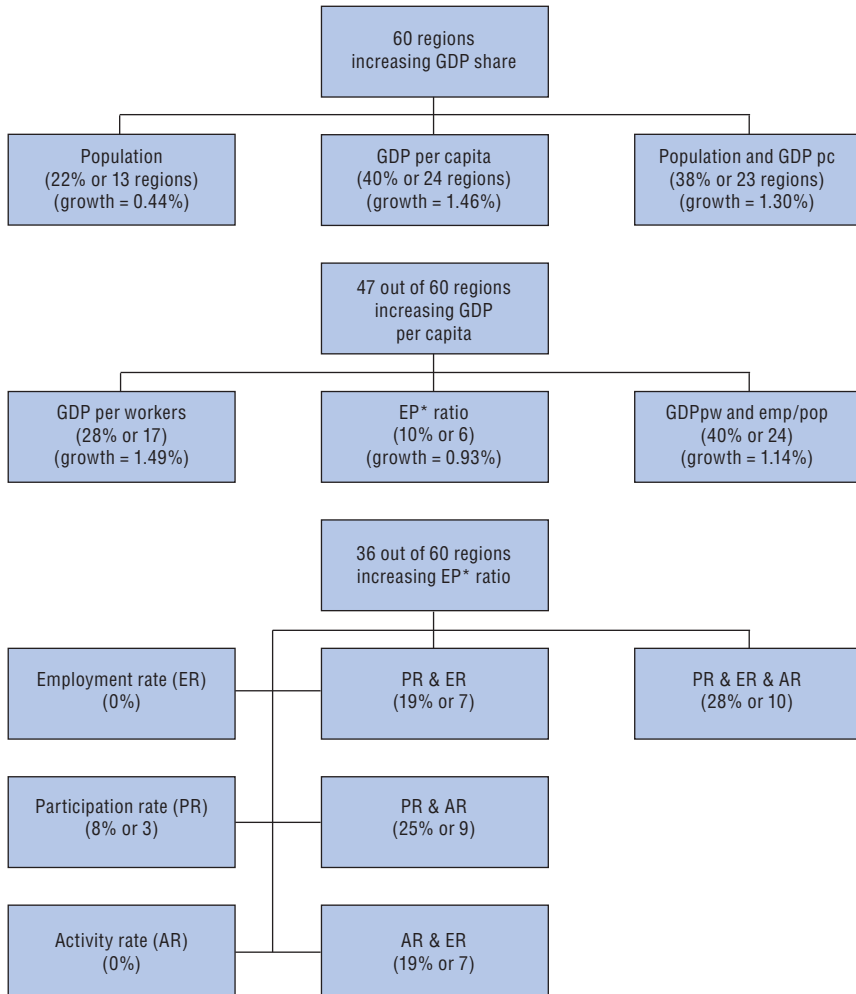 60 regions
increasing GDP share
Population
(22% or 13 regions)
(growth = 0.44%)
GDP per capita
(40% or 24 regions)
(growth = 1.46%)
Population and GDP pc
(38% or 23 regions)
(growth = 1.30%)
47 out of 60 regions
increasing GDP
per capita
GDP per workers
(28% or 17)
(growth = 1.49%)
EP* ratio
(10% or 6)
(growth = 0.93%)
GDPpw and emp/pop
(40% or 24)
(growth = 1.14%)
36 out of 60 regions
increasing EP* ratio
Employment rate (ER)
(0%)
PR & ER
(19% or 7)
PR & ER & AR
(28% or 10)
Participation rate (PR)
(8% or 3)
PR & AR
(25% or 9)
Activity rate (AR)
(0%)
AR & ER
(19% or 7)